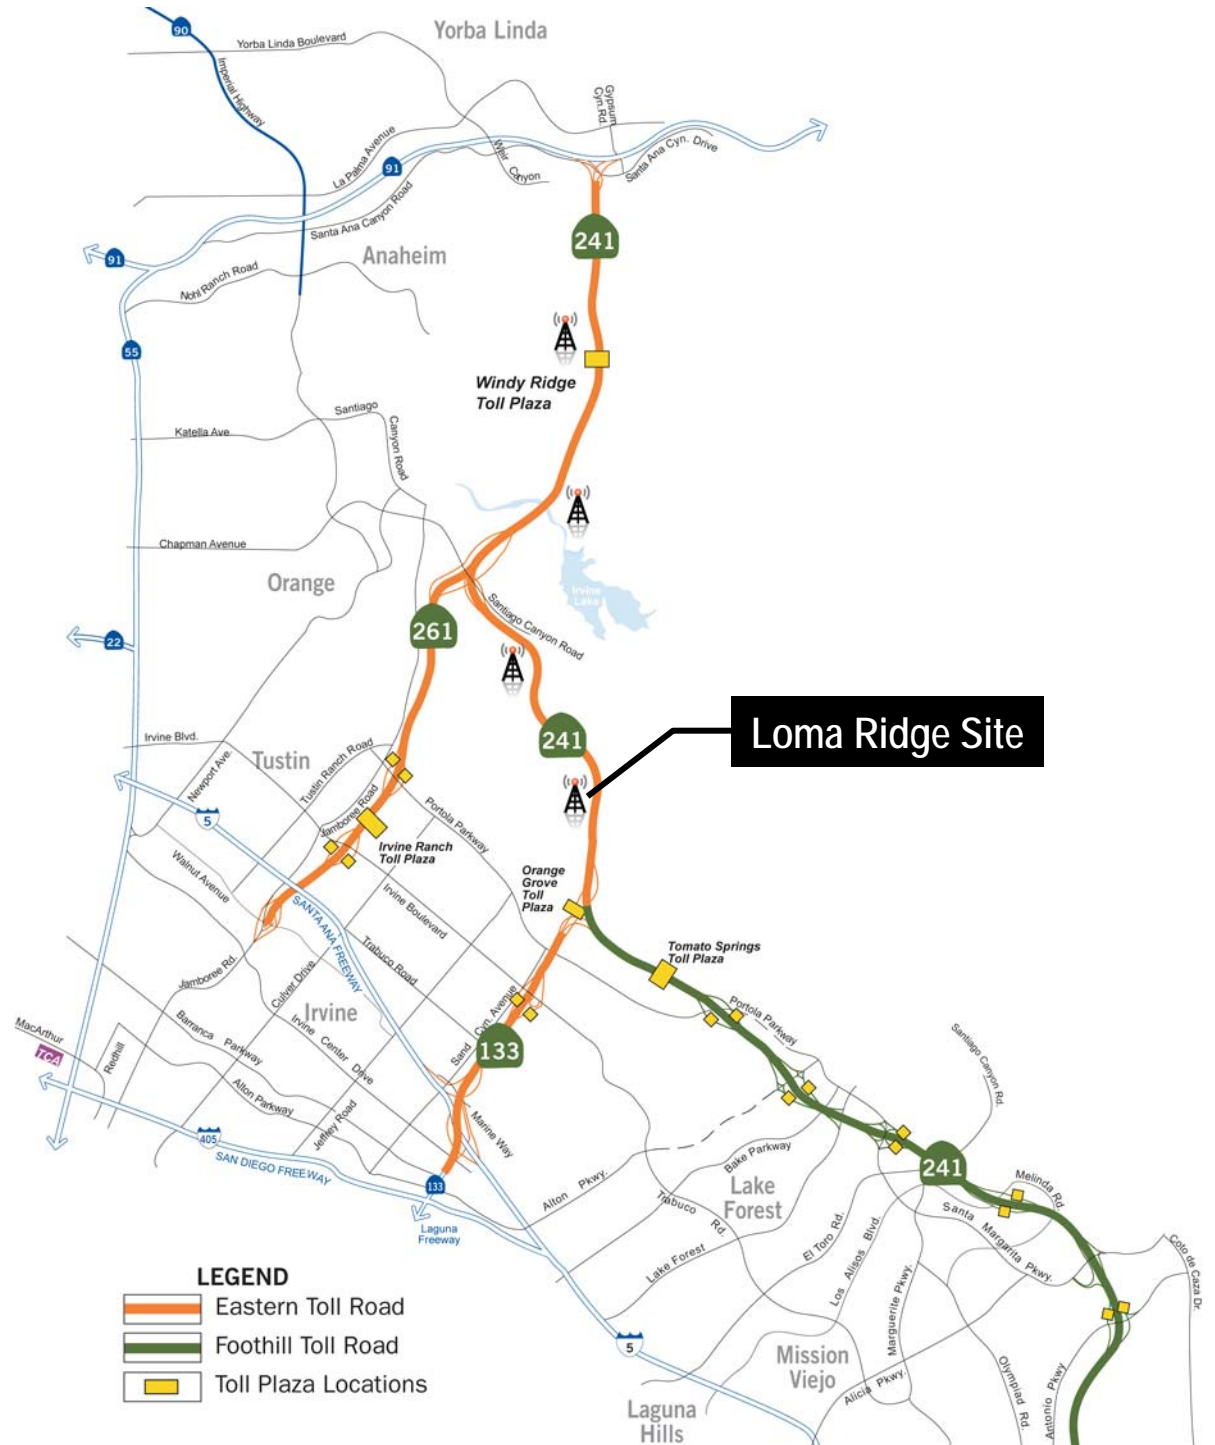 90
Yorba Linda
Yorba Linda Boulevard
Imperial Highway
Gypsum
Cyn.Rd.
La Palma Avenue
Weir Canyon
Santa Ana Cyn. Drive
91
Santa Ana Canyon Road
241
91
Anaheim
Nohl Ranch Road
55
Windy Ridge
Toll Plaza
Santiago
Canyon Road
Katella Ave.
Chapman Avenue
Orange
Irvine
Lake
Santiago Canyon Road
261
22
241
Loma Ridge Site
Irvine Blvd.
Newport Ave.
Tustin
Tustin Ranch Road
Jamboree Road
Portola Parkway
5
Irvine Ranch
Toll Plaza
Walnut Avenue
Orange
Grove
Toll
Plaza
Irvine Boulevard
SANTA ANA FREEWAY
Trabuco Road
Tomato Springs
Toll Plaza
Jamboree Rd.
Culver Drive
Irvine
Sand Cyn. Avenue
Portola Parkway
MacArthur
TCA
Redhill
Barranca Parkway
Irvine Center Drive
133
Santiago Canyon Rd.
Alton Parkway
Jeffrey Road
Marine Way
405
SAN DIEGO FREEWAY
133
Laguna
Freeway
Alton Pkwy.
Bake Parkway
Lake
Forest
Trabuco Rd.
241
Melinda Rd.
Santa Margarita Pkwy.
El Toro Rd.
Los Alisos Blvd.
Lake Forest
Marguerite Pkwy.
Coto de Caza Dr.
5
Mission
Viejo
Alicia Pkwy.
Olympiad Rd.
Antonio Pkwy
Laguna
Hills
LEGEND
Eastern Toll Road
Foothill Toll Road
Toll Plaza Locations